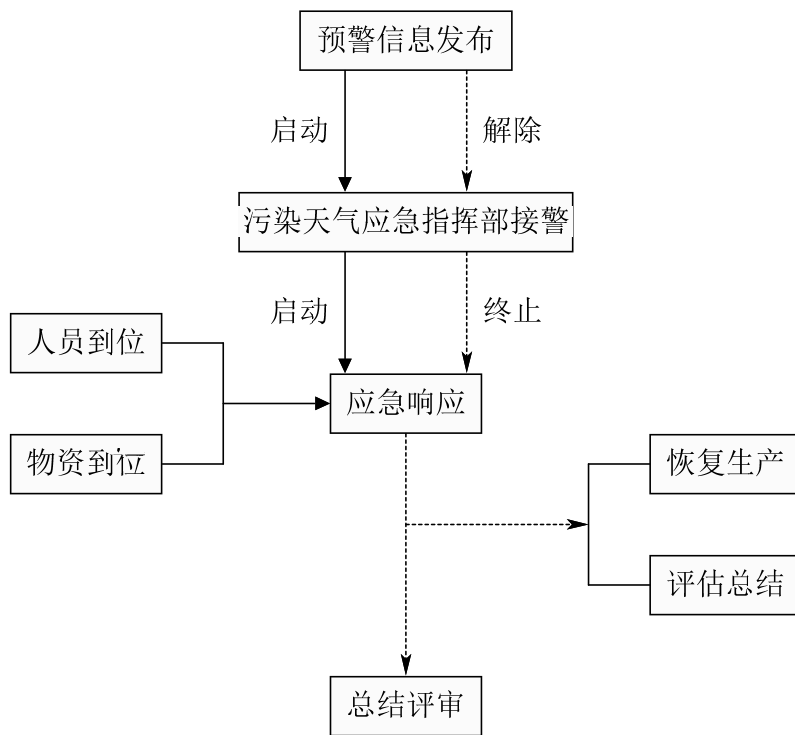 预警信息发布
启动
解除
污染天气应急指挥部接警
启动
终止
人员到位
应急响应
物资到位
恢复生产
评估总结
总结评审